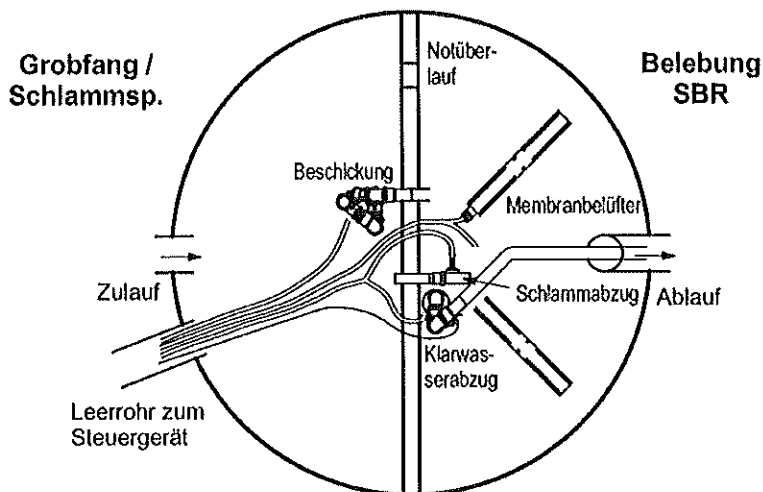 Grobfang /
Schlammsp.
Notüber-
lauf
Belebung
SBR
Beschickung
Membranbelüfter
Zulauf
Schlammabzug
Ablauf
Klarwas-
serabzug
Leerrohr zum
Steuergerät